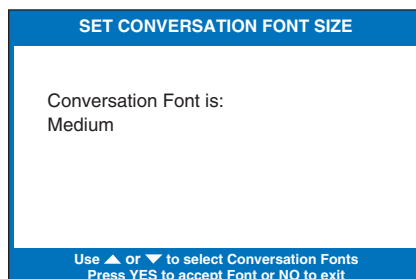 SET CONVERSATION FONT SIZE
Conversation Font is:
Medium
Use ▲ or ▼ to select Conversation Fonts
Press YES to accept Font or NO to exit